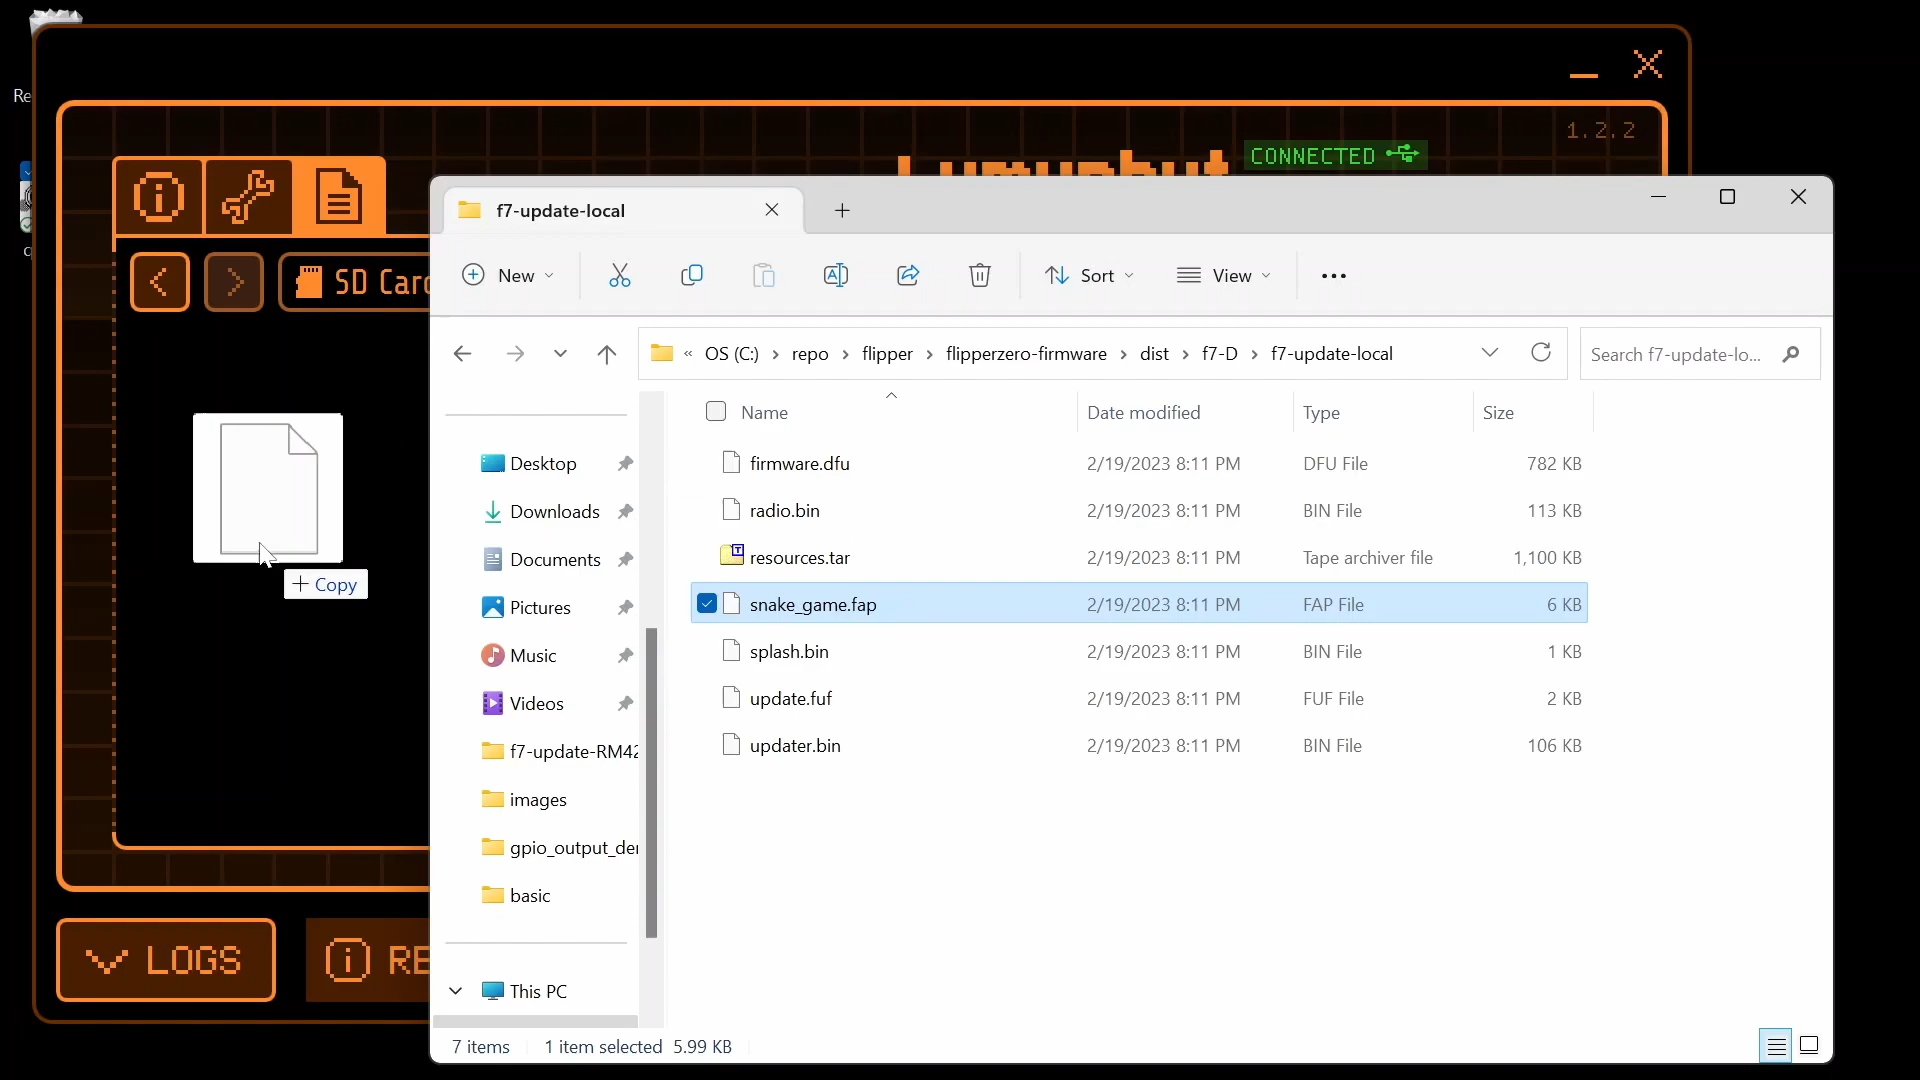 Re
1.2.2
CONNECTED
f7-update-local
SD Card
New
Sort
View
« OS (C:) › repo › flipper › flipperzero-firmware › dist › f7-D › f7-update-local
Search f7-update-lo...
Name Date modified Type Size
Desktop
Downloads
Documents
Pictures
Music
Videos
f7-update-RM42
images
gpio_output_der
basic
This PC
firmware.dfu 2/19/2023 8:11 PM DFU File 782 KB
radio.bin 2/19/2023 8:11 PM BIN File 113 KB
resources.tar 2/19/2023 8:11 PM Tape archiver file 1,100 KB
snake_game.fap 2/19/2023 8:11 PM FAP File 6 KB
splash.bin 2/19/2023 8:11 PM BIN File 1 KB
update.fuf 2/19/2023 8:11 PM FUF File 2 KB
updater.bin 2/19/2023 8:11 PM BIN File 106 KB
+ Copy
LOGS
RE
7 items 1 item selected 5.99 KB